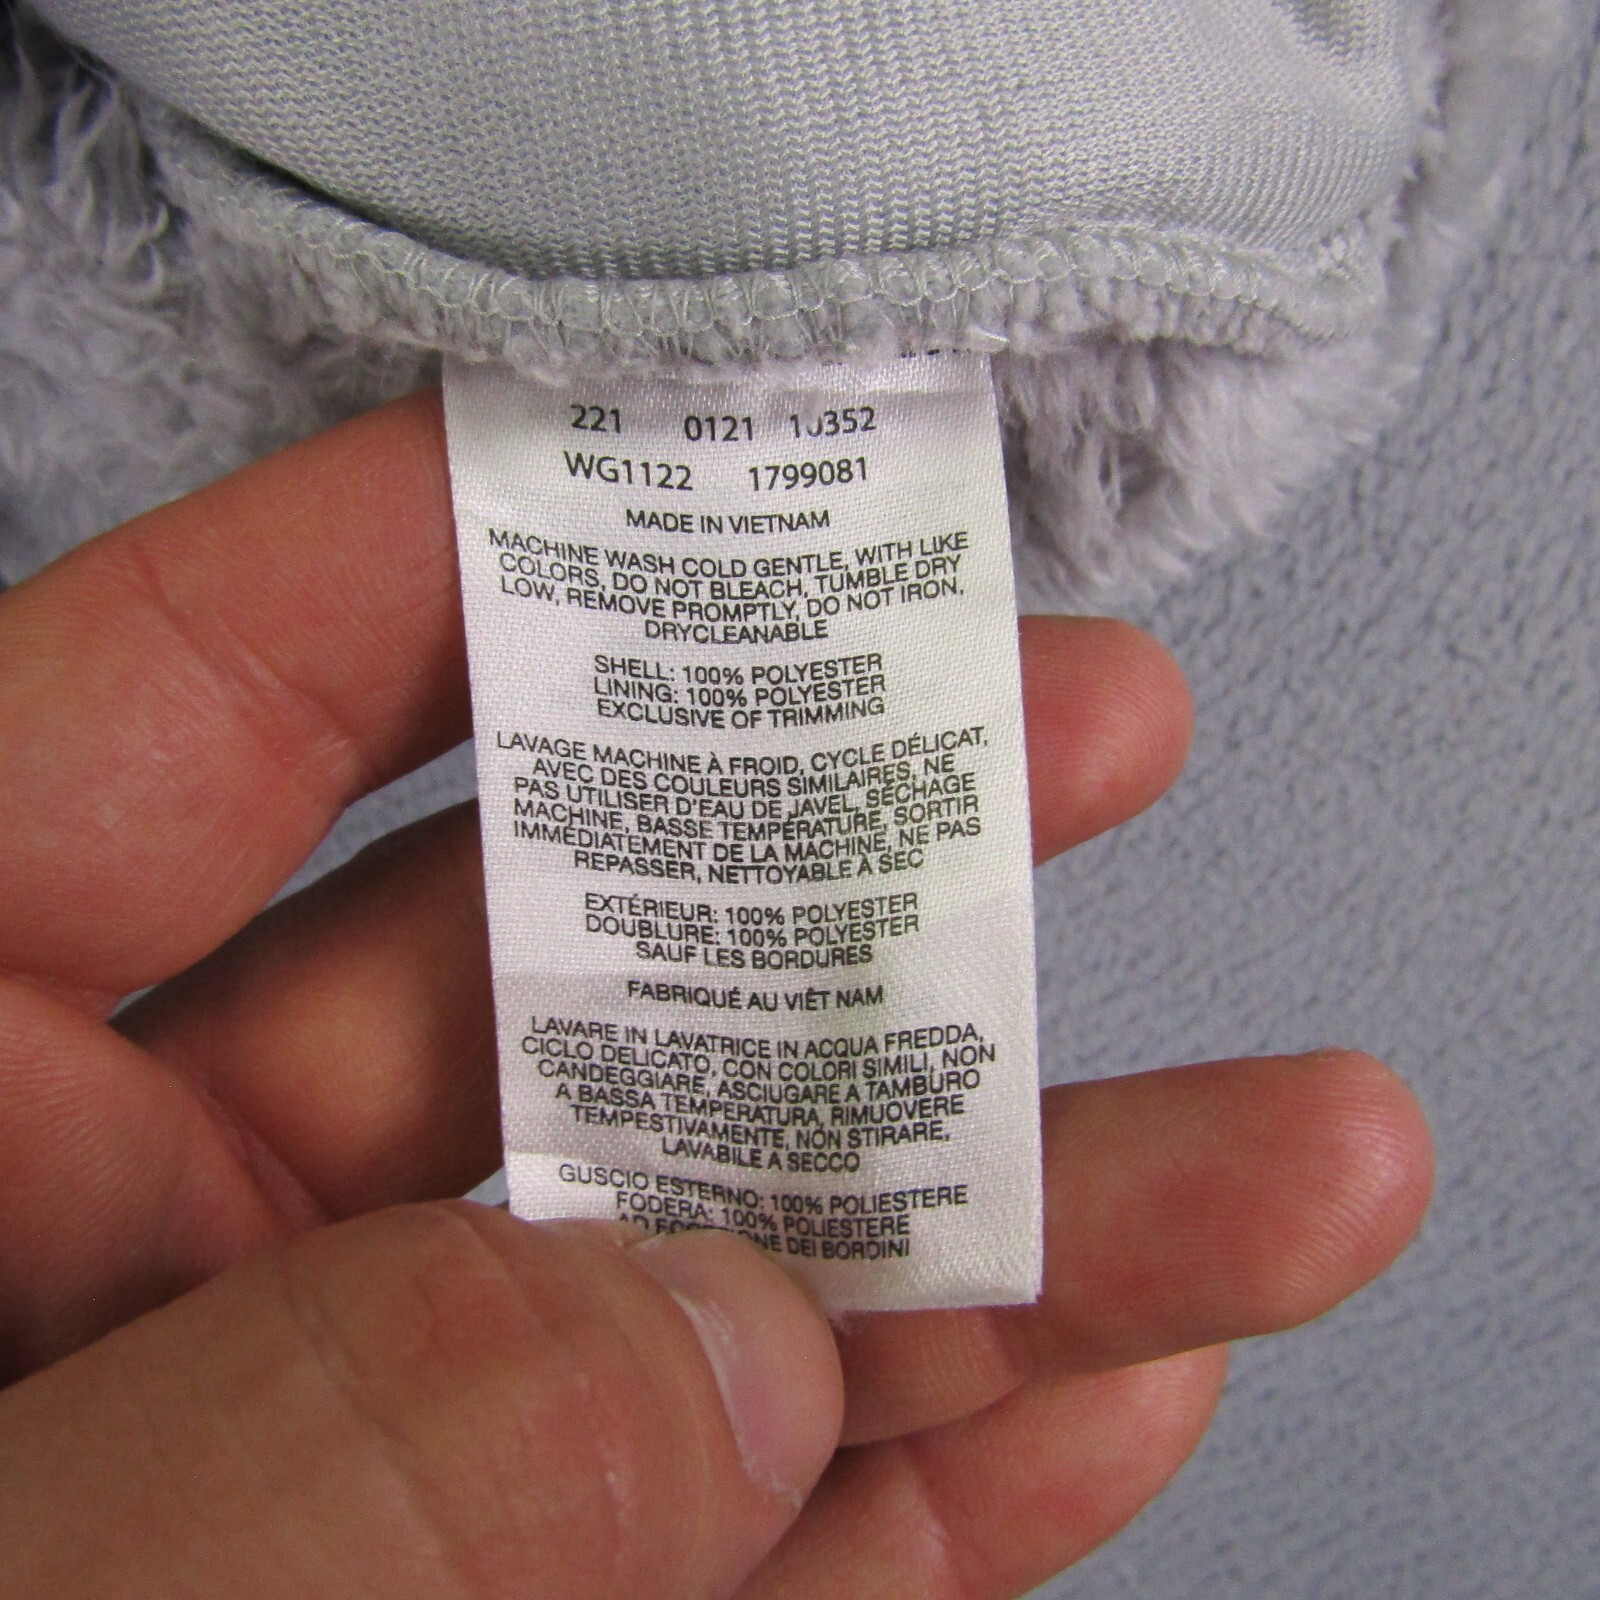 221 0121 10352
WG1122 1799081
MADE IN VIETNAM
MACHINE WASH COLD GENTLE, WITH LIKE
COLORS, DO NOT BLEACH, TUMBLE DRY
LOW, REMOVE PROMPTLY, DO NOT IRON,
DRYCLEANABLE
SHELL: 100% POLYESTER
LINING: 100% POLYESTER
EXCLUSIVE OF TRIMMING
LAVAGE MACHINE À FROID, CYCLE DÉLICAT,
AVEC DES COULEURS SIMILAIRES, NE
PAS UTILISER D'EAU DE JAVEL, SÉCHAGE
MACHINE, BASSE TEMPÉRATURE, SORTIR
IMMÉDIATEMENT DE LA MACHINE, NE PAS
REPASSER, NETTOYABLE À SEC
EXTÉRIEUR: 100% POLYESTER
DOUBLURE: 100% POLYESTER
SAUF LES BORDURES
FABRIQUÉ AU VIÊT NAM
LAVARE IN LAVATRICE IN ACQUA FREDDA,
CICLO DELICATO, CON COLORI SIMILI, NON
CANDEGGIARE, ASCIUGARE A TAMBURO
A BASSA TEMPERATURA, RIMUOVERE
TEMPESTIVAMENTE, NON STIRARE,
LAVABILE A SECCO
GUSCIO ESTERNO: 100% POLIESTERE
FODERA: 100% POLIESTERE
DEI BORDINI